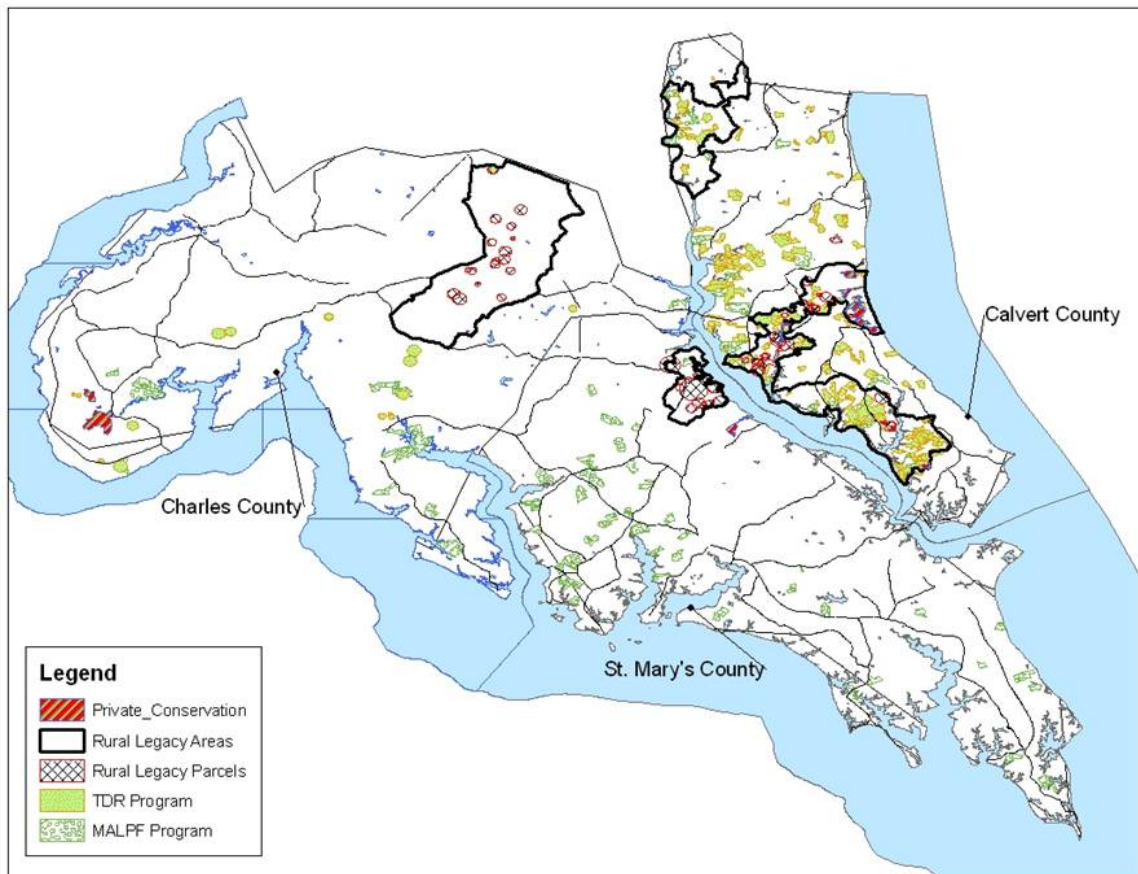 Calvert County
Charles County
St. Mary's County
Legend
Private_Conservation
Rural Legacy Areas
Rural Legacy Parcels
TDR Program
MALPF Program